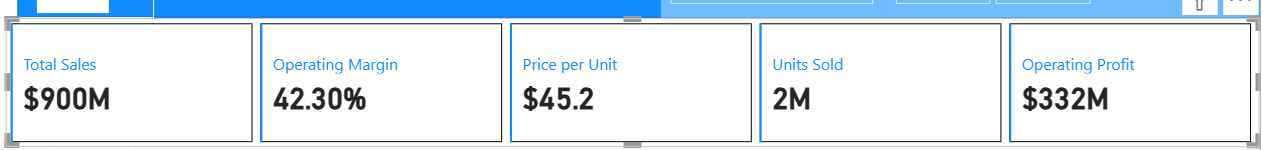 Total Sales
$900M
Operating Margin
42.30%
Price per Unit
$45.2
Units Sold
2M
Operating Profit
$332M